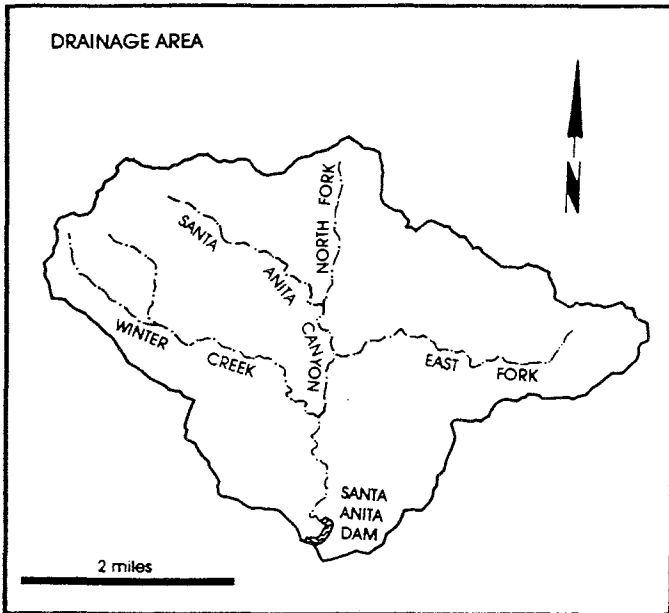 DRAINAGE AREA
N
NORTH FORK
SANTA ANITA CANYON
WINTER CREEK
EAST FORK
SANTA
ANITA
DAM
2 miles